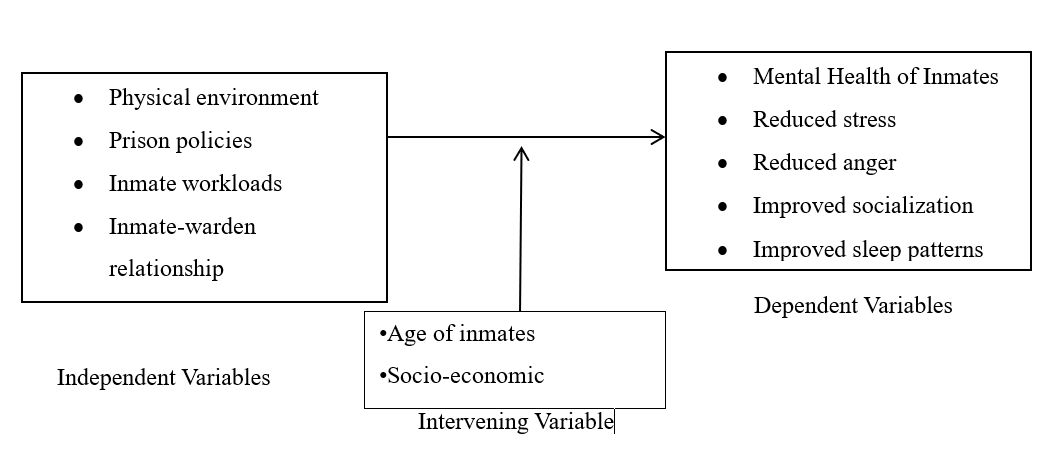 • Physical environment
• Prison policies
• Inmate workloads
• Inmate-warden
relationship
Independent Variables
•Age of inmates
•Socio-economic
Intervening Variable
• Mental Health of Inmates
• Reduced stress
• Reduced anger
• Improved socialization
• Improved sleep patterns
Dependent Variables